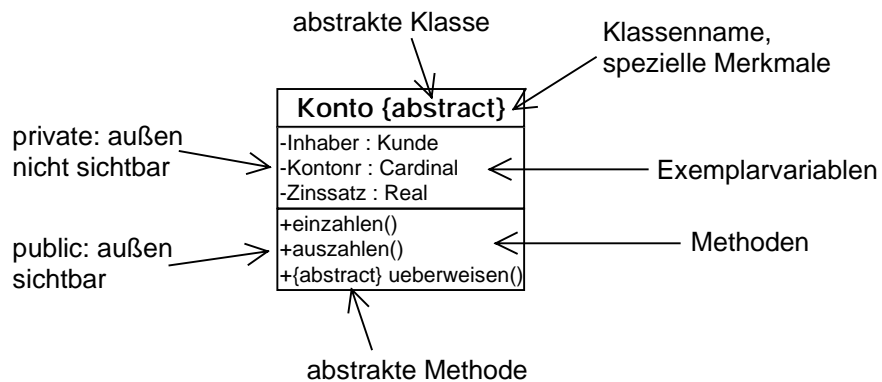 abstrakte Klasse
Klassenname,
spezielle Merkmale
Konto {abstract}
private: außen
nicht sichtbar
-Inhaber : Kunde
-Kontonr : Cardinal
-Zinssatz : Real
Exemplarvariablen
public: außen
sichtbar
+einzahlen()
+auszahlen()
+{abstract} ueberweisen()
Methoden
abstrakte Methode